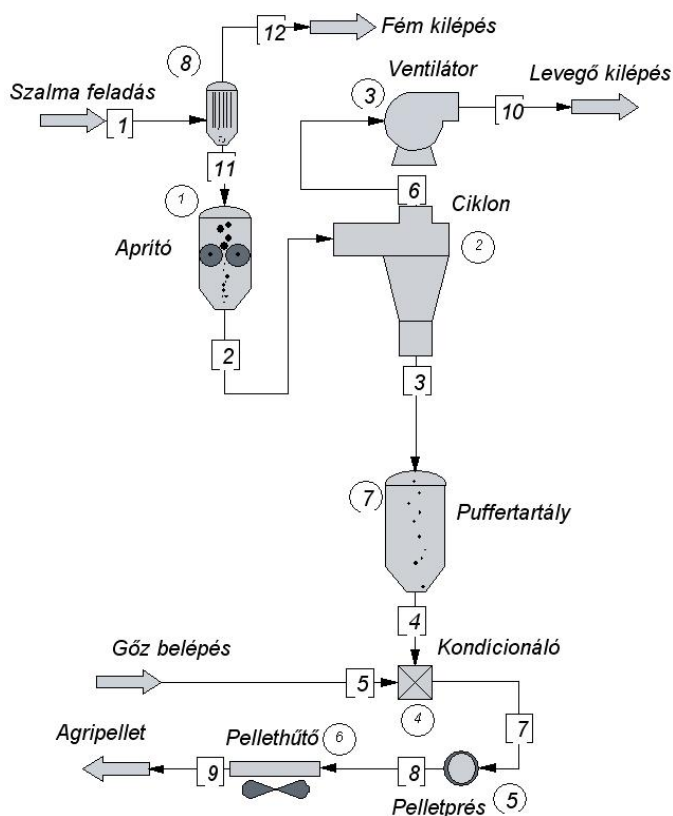 12
Fém kilépés
8
Ventilátor
Levegő kilépés
Szalma feladás
3
1
10
11
6
1
Ciklon
Aprító
2
2
3
7
Puffertartály
4
Gőz belépés
Kondícionáló
5
4
7
Agripellet
Pellethűtő
6
9
8
Pelletprés
5